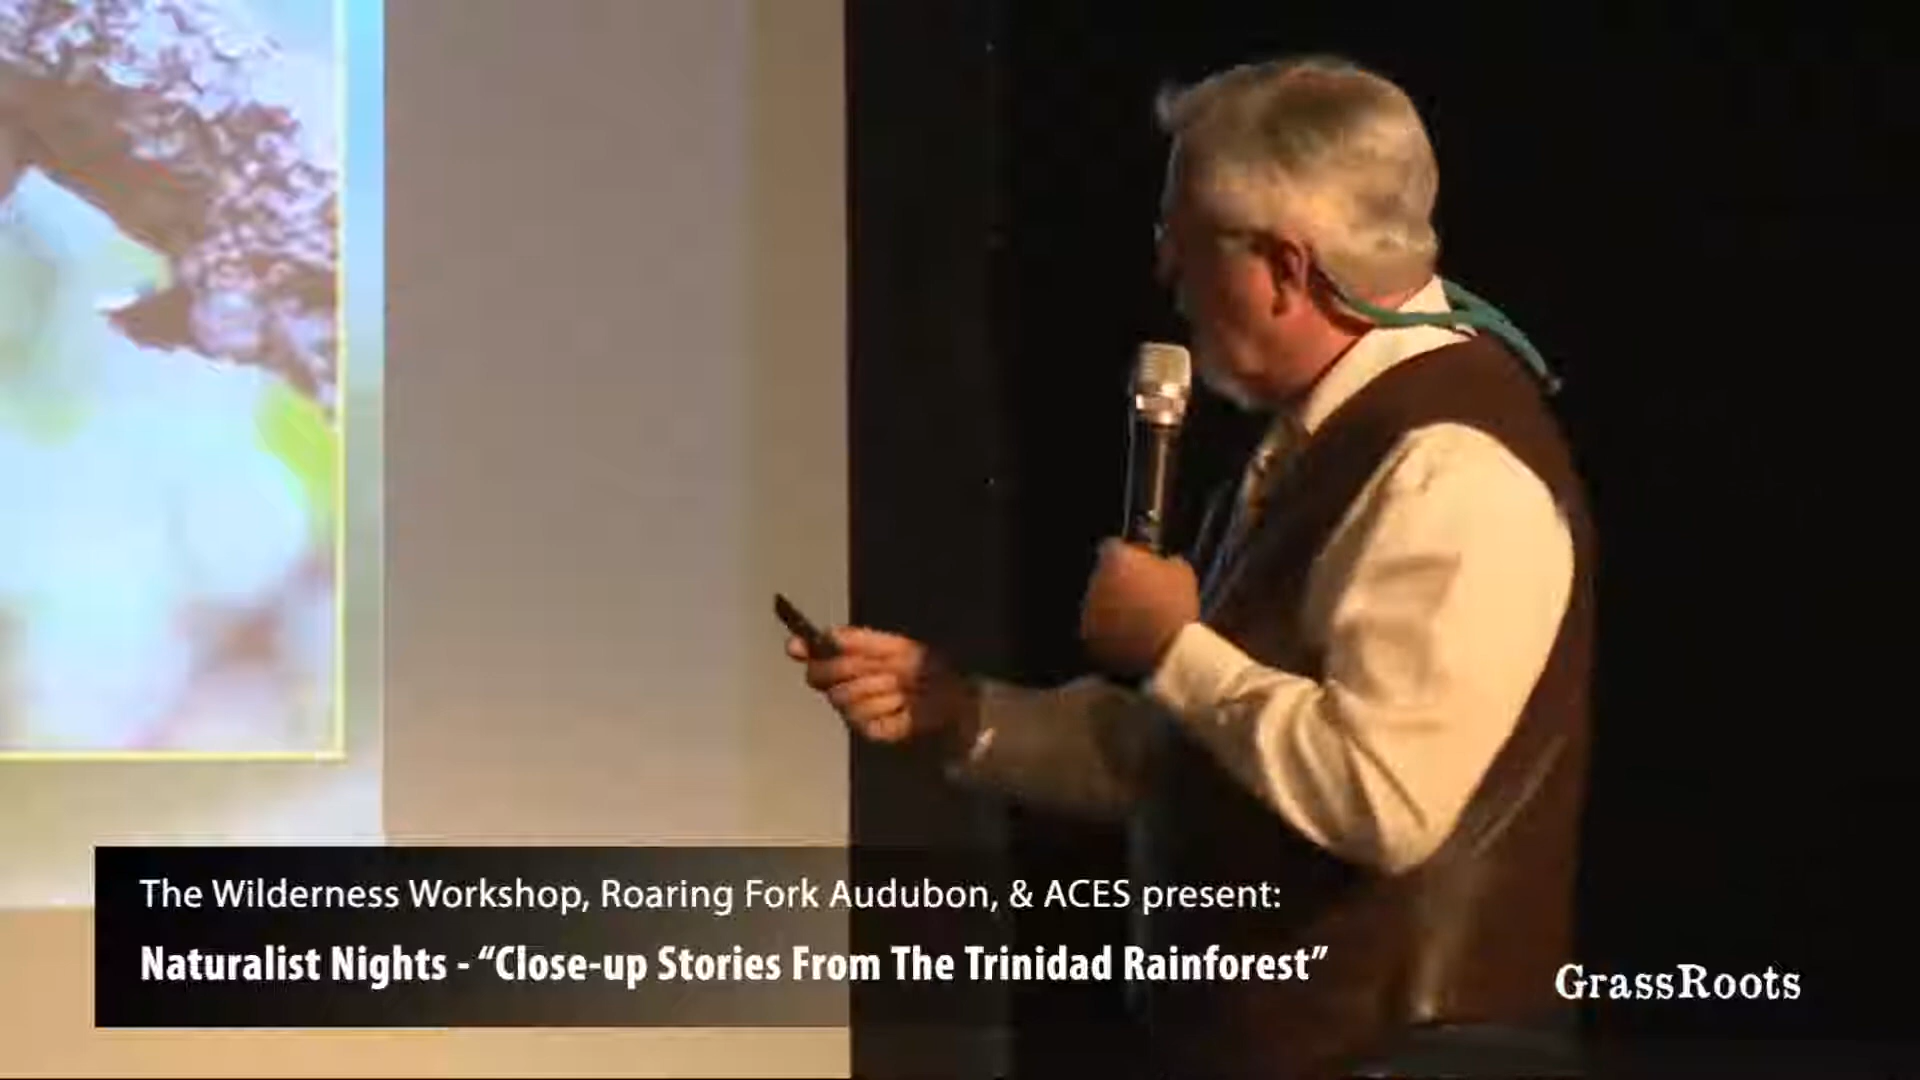 The Wilderness Workshop, Roaring Fork Audubon, & ACES present:
Naturalist Nights - “Close-up Stories From The Trinidad Rainforest”
GrassRoots